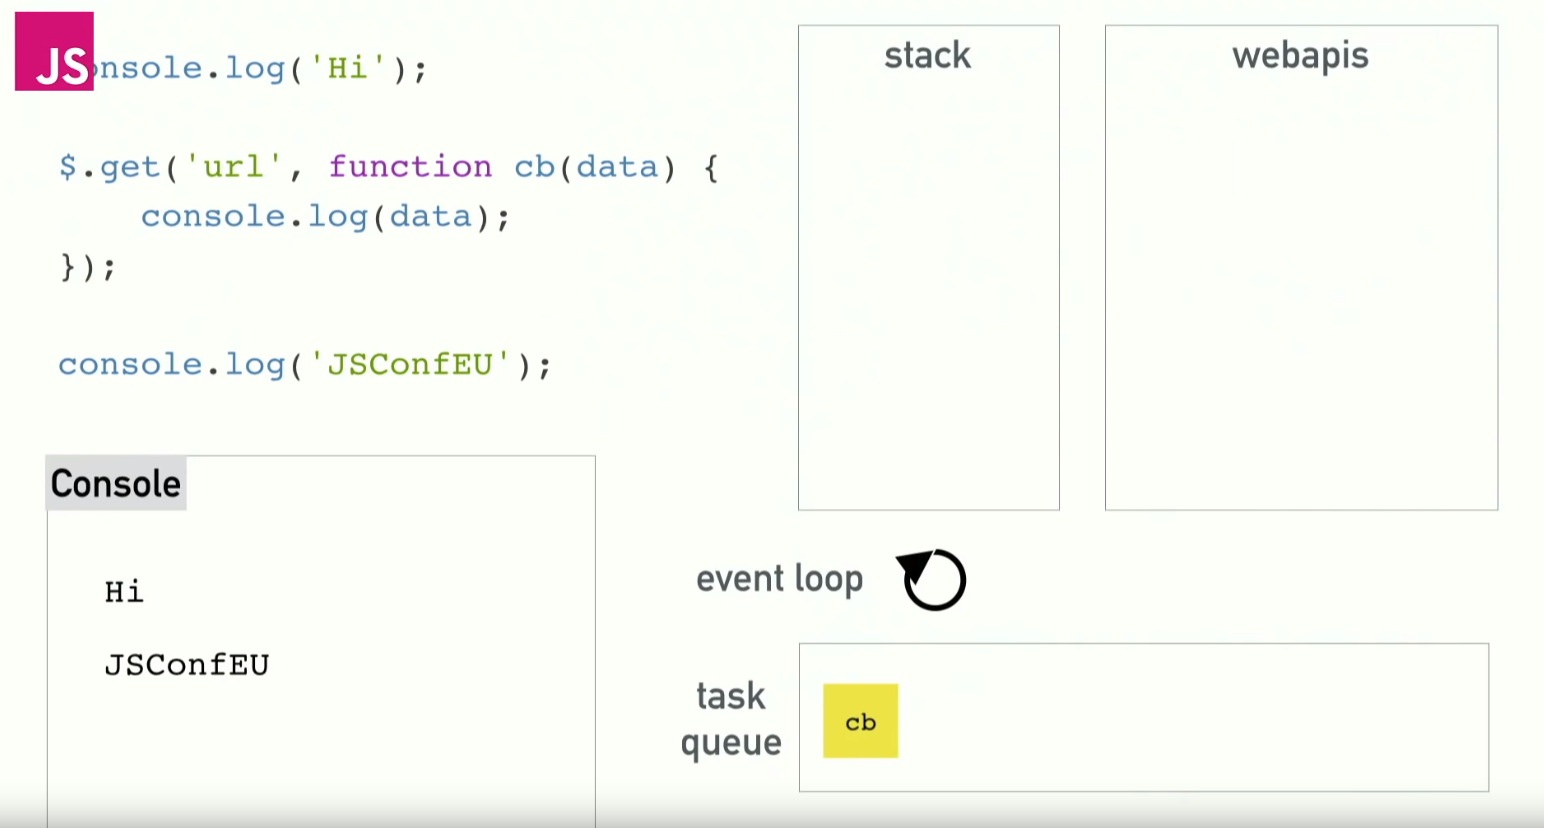 JS
nsole.log('Hi');
$.get('url', function cb(data) {
    console.log(data);
});
console.log('JSConfEU');
Console
Hi
JSConfEU
stack
webapis
event loop
task
queue
cb